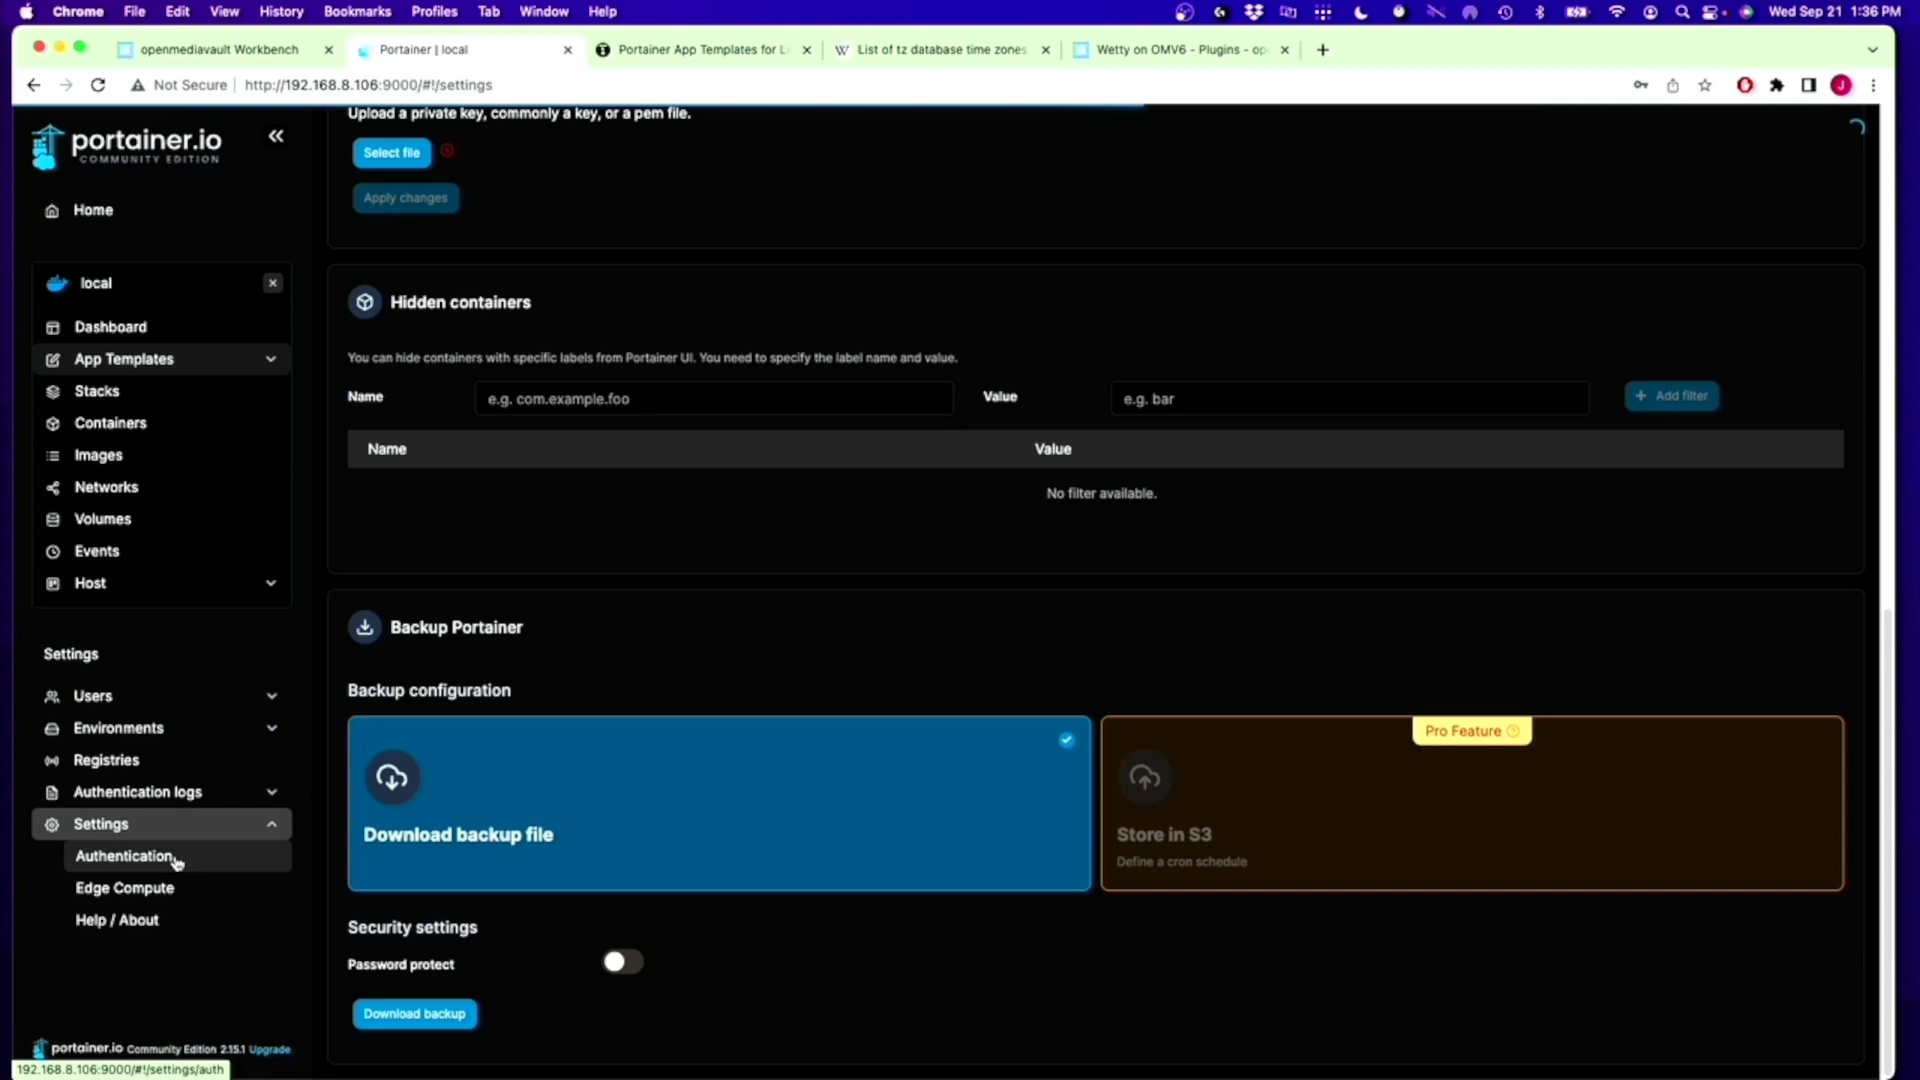 Chrome File Edit View History Bookmarks Profiles Tab Window Help Wed Sep 21 1:36 PM
openmediavault Workbench Portainer | local Portainer App Templates for Li List of tz database time zones Wetty on OMV6 - Plugins - op
Not Secure http://192.168.8.106:9000/#!/settings
portainer.io
COMMUNITY EDITION
Home
local
Dashboard
App Templates
Stacks
Containers
Images
Networks
Volumes
Events
Host
Settings
Users
Environments
Registries
Authentication logs
Settings
Authentication
Edge Compute
Help / About
portainer.io Community Edition 2.15.1 Upgrade
192.168.8.106:9000/#!/settings/auth
Upload a private key, commonly a key, or a pem file.
Select file
Apply changes
Hidden containers
You can hide containers with specific labels from Portainer UI. You need to specify the label name and value.
Name e.g. com.example.foo Value e.g. bar + Add filter
Name Value
No filter available.
Backup Portainer
Backup configuration
Download backup file
Pro Feature
Store in S3
Define a cron schedule
Security settings
Password protect
Download backup